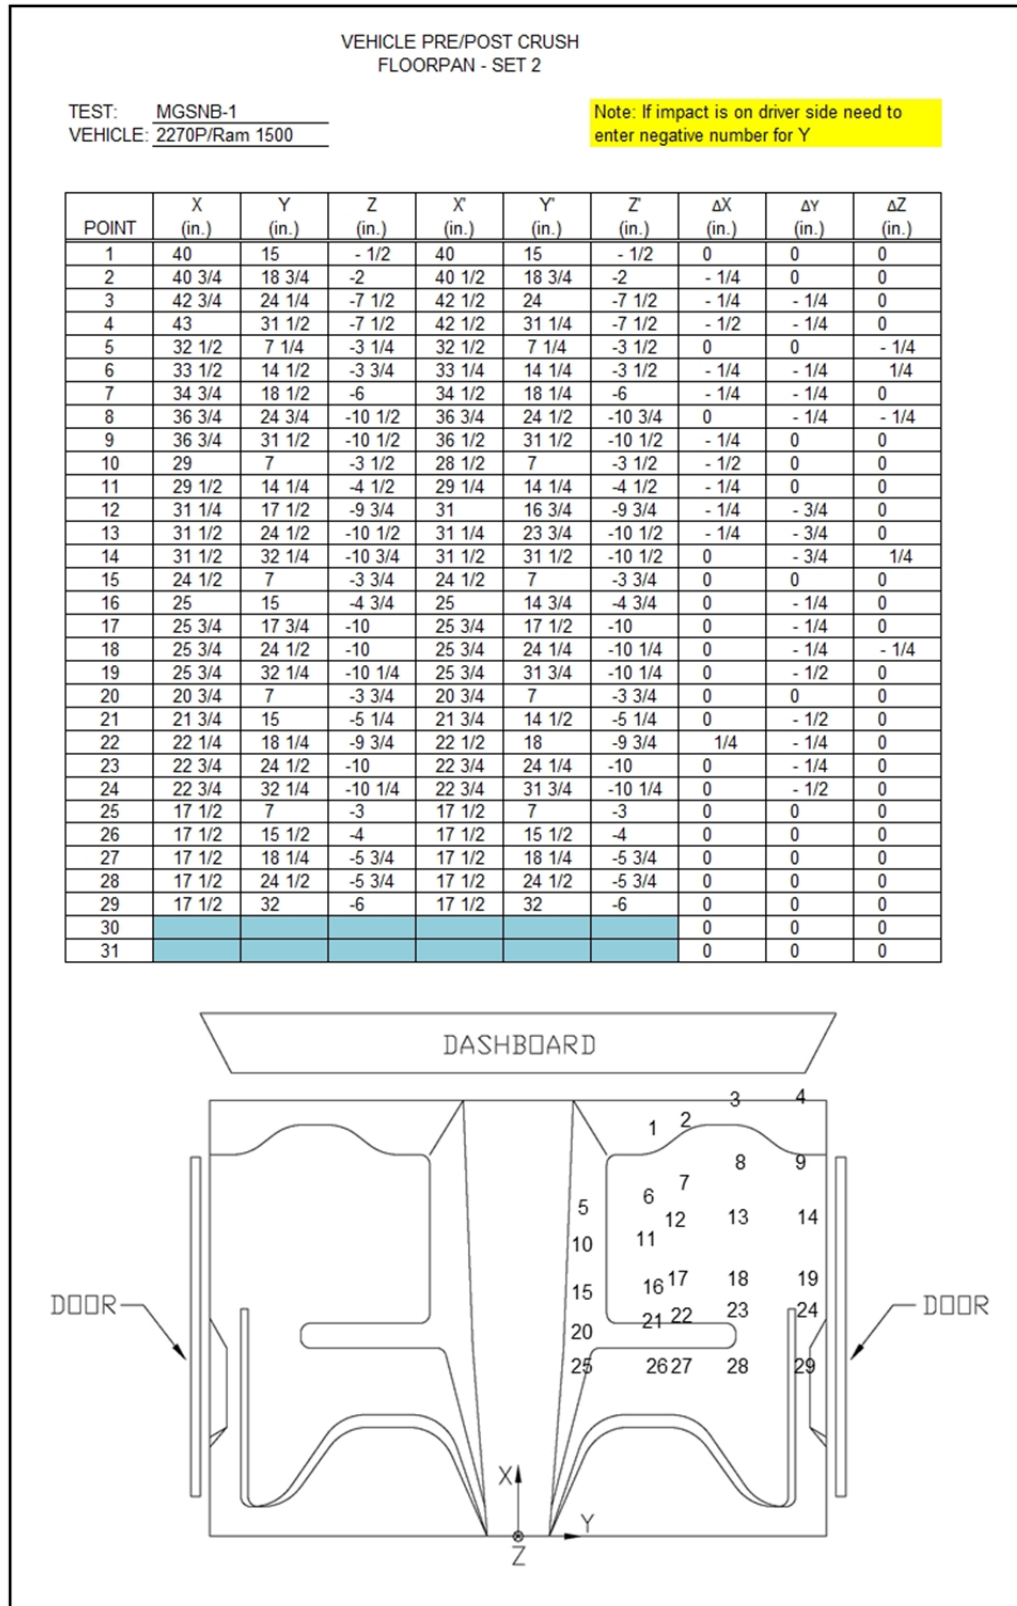 VEHICLE PRE/POST CRUSH
FLOORPAN - SET 2
TEST: MGSNB-1
VEHICLE: 2270P/Ram 1500
Note: If impact is on driver side need to
enter negative number for Y
X Y Z X' Y' Z' ΔX ΔY ΔZ
POINT (in.) (in.) (in.) (in.) (in.) (in.) (in.) (in.) (in.)
1 40 15 - 1/2 40 15 - 1/2 0 0 0
2 40 3/4 18 3/4 -2 40 1/2 18 3/4 -2 - 1/4 0 0
3 42 3/4 24 1/4 -7 1/2 42 1/2 24 -7 1/2 - 1/4 - 1/4 0
4 43 31 1/2 -7 1/2 42 1/2 31 1/4 -7 1/2 - 1/2 - 1/4 0
5 32 1/2 7 1/4 -3 1/4 32 1/2 7 1/4 -3 1/2 0 0 - 1/4
6 33 1/2 14 1/2 -3 3/4 33 1/4 14 1/4 -3 1/2 - 1/4 - 1/4 1/4
7 34 3/4 18 1/2 -6 34 1/2 18 1/4 -6 - 1/4 - 1/4 0
8 36 3/4 24 3/4 -10 1/2 36 3/4 24 1/2 -10 3/4 0 - 1/4 - 1/4
9 36 3/4 31 1/2 -10 1/2 36 1/2 31 1/2 -10 1/2 - 1/4 0 0
10 29 7 -3 1/2 28 1/2 7 -3 1/2 - 1/2 0 0
11 29 1/2 14 1/4 -4 1/2 29 1/4 14 1/4 -4 1/2 - 1/4 0 0
12 31 1/4 17 1/2 -9 3/4 31 16 3/4 -9 3/4 - 1/4 - 3/4 0
13 31 1/2 24 1/2 -10 1/2 31 1/4 23 3/4 -10 1/2 - 1/4 - 3/4 0
14 31 1/2 32 1/4 -10 3/4 31 1/2 31 1/2 -10 1/2 0 - 3/4 1/4
15 24 1/2 7 -3 3/4 24 1/2 7 -3 3/4 0 0 0
16 25 15 -4 3/4 25 14 3/4 -4 3/4 0 - 1/4 0
17 25 3/4 17 3/4 -10 25 3/4 17 1/2 -10 0 - 1/4 0
18 25 3/4 24 1/2 -10 25 3/4 24 1/4 -10 1/4 0 - 1/4 - 1/4
19 25 3/4 32 1/4 -10 1/4 25 3/4 31 3/4 -10 1/4 0 - 1/2 0
20 20 3/4 7 -3 3/4 20 3/4 7 -3 3/4 0 0 0
21 21 3/4 15 -5 1/4 21 3/4 14 1/2 -5 1/4 0 - 1/2 0
22 22 1/4 18 1/4 -9 3/4 22 1/2 18 -9 3/4 1/4 - 1/4 0
23 22 3/4 24 1/2 -10 22 3/4 24 1/4 -10 0 - 1/4 0
24 22 3/4 32 1/4 -10 1/4 22 3/4 31 3/4 -10 1/4 0 - 1/2 0
25 17 1/2 7 -3 17 1/2 7 -3 0 0 0
26 17 1/2 15 1/2 -4 17 1/2 15 1/2 -4 0 0 0
27 17 1/2 18 1/4 -5 3/4 17 1/2 18 1/4 -5 3/4 0 0 0
28 17 1/2 24 1/2 -5 3/4 17 1/2 24 1/2 -5 3/4 0 0 0
29 17 1/2 32 -6 17 1/2 32 -6 0 0 0
30 0 0 0
31 0 0 0
DASHBOARD
3 4
1 2
8 9
6 7
5 12 13 14
10 11
15 16 17 18 19
20 21 22 23 24
25 26 27 28 29
DOOR DOOR
X
Y
Z